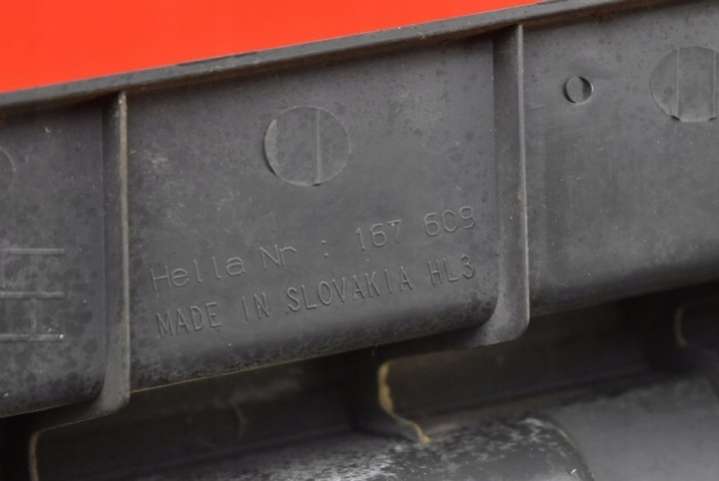 Hella Nr : 167 609
MADE IN SLOVAKIA HL3